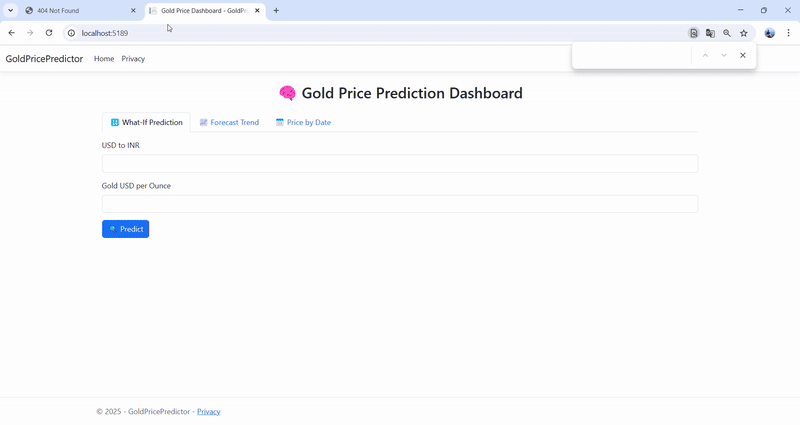 404 Not Found
Gold Price Dashboard - GoldPr
localhost:5189
GoldPricePredictor Home Privacy
Gold Price Prediction Dashboard
What-If Prediction Forecast Trend Price by Date
USD to INR
Gold USD per Ounce
Predict
© 2025 - GoldPricePredictor - Privacy